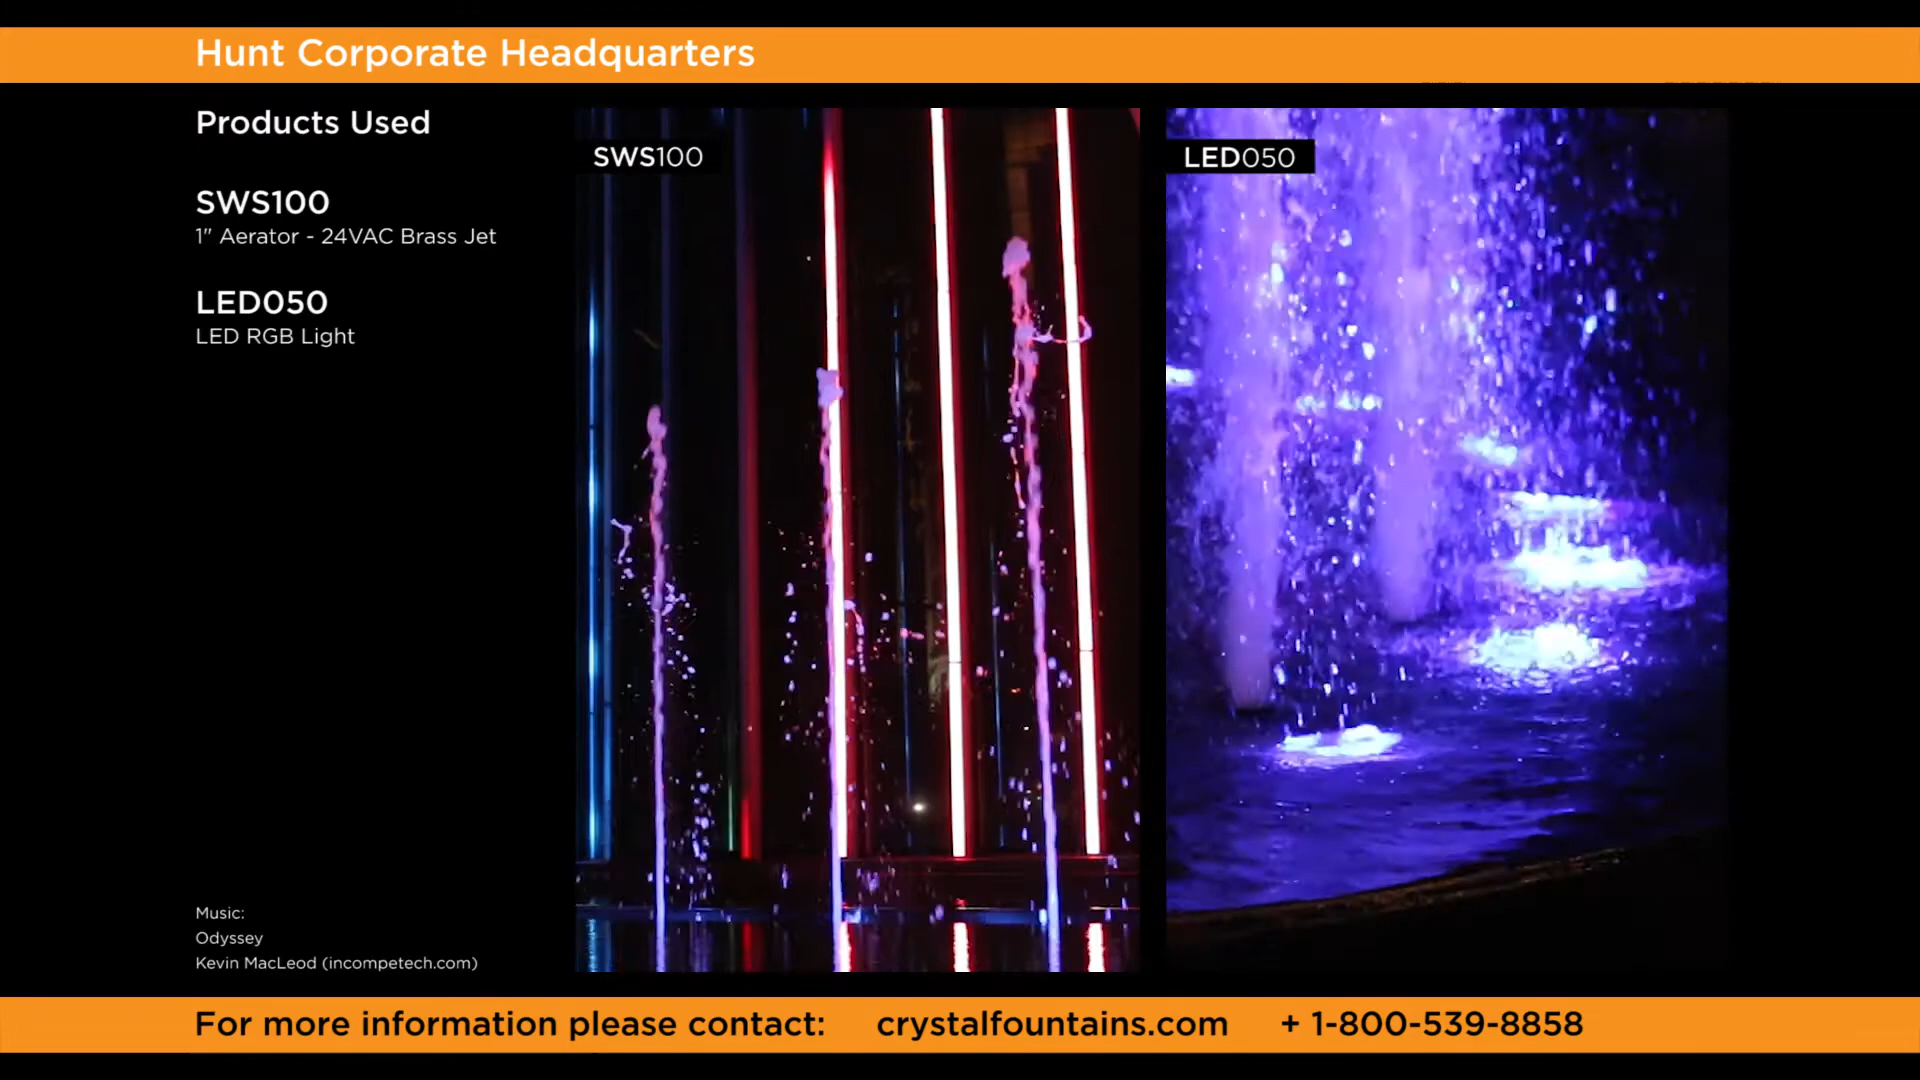 Hunt Corporate Headquarters
Products Used
SWS100
1" Aerator - 24VAC Brass Jet
LED050
LED RGB Light
SWS100
LED050
Music:
Odyssey
Kevin MacLeod (incompetech.com)
For more information please contact: crystalfountains.com + 1-800-539-8858